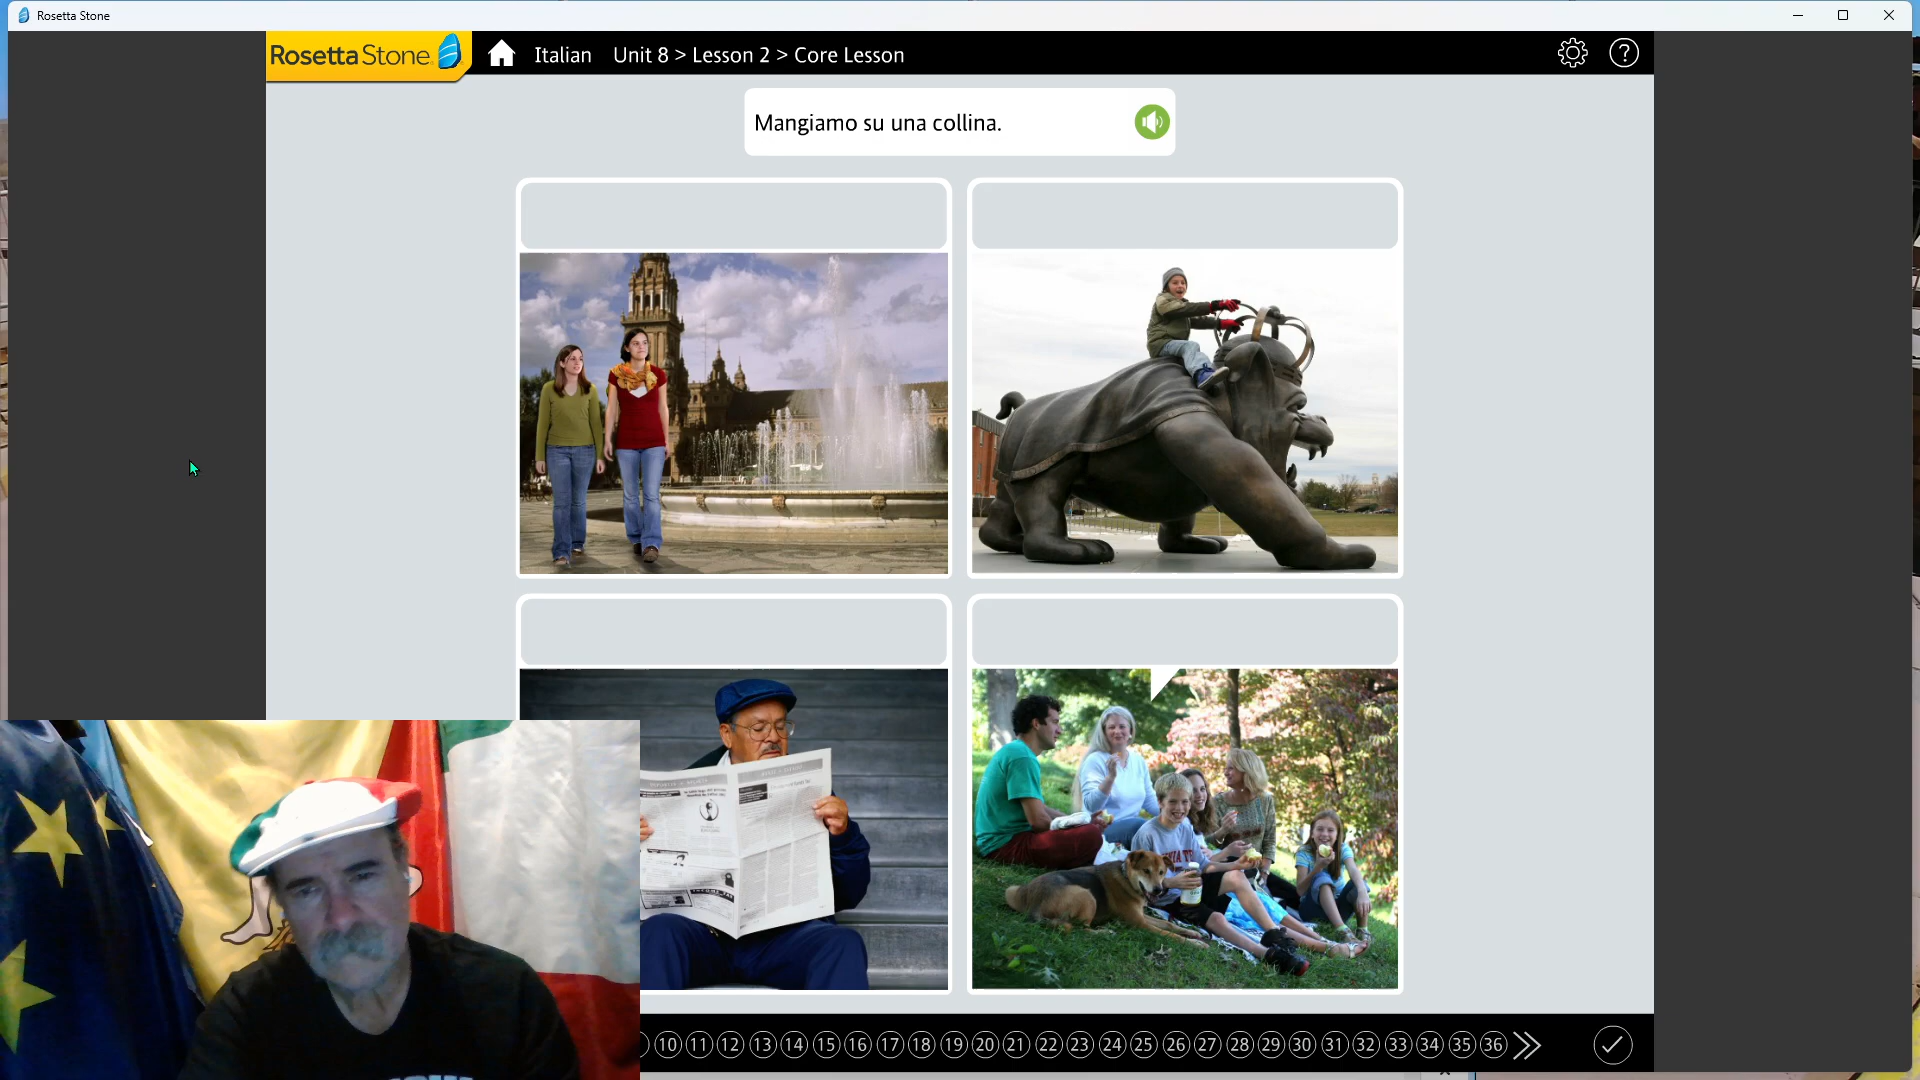 Rosetta Stone
RosettaStone
Italian Unit 8 > Lesson 2 > Core Lesson
?
Mangiamo su una collina.
10 11 12 13 14 15 16 17 18 19 20 21 22 23 24 25 26 27 28 29 30 31 32 33 34 35 36